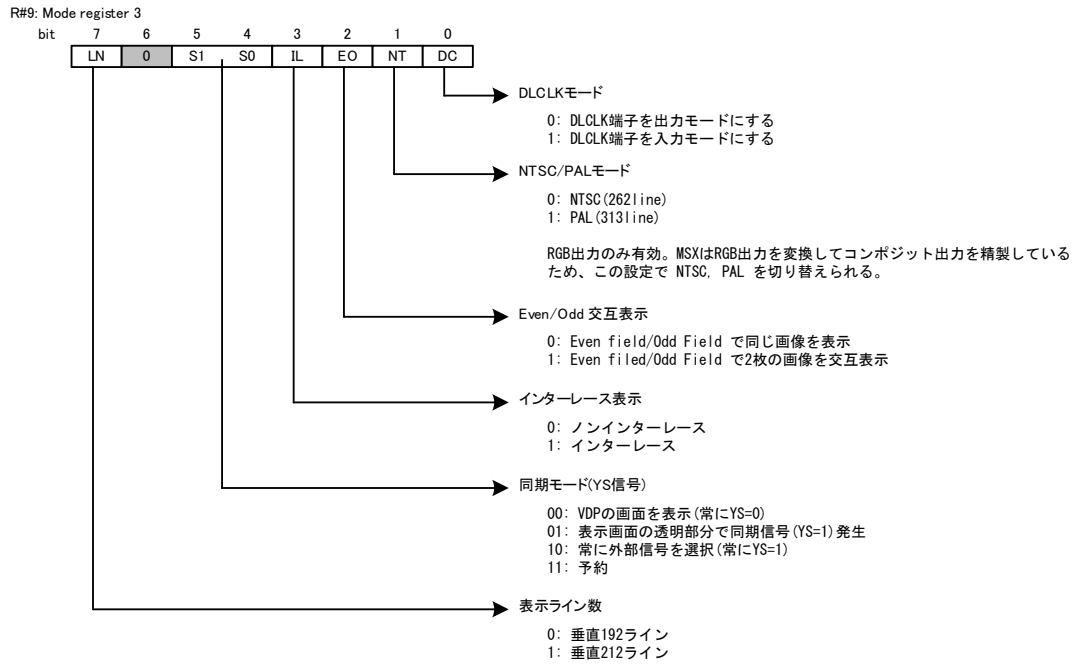 R#9: Mode register 3
bit 7 6 5 4 3 2 1 0
LN 0 S1 S0 IL EO NT DC
DLCLKモード
0: DLCLK端子を出力モードにする
1: DLCLK端子を入力モードにする
NTSC/PALモード
0: NTSC(262line)
1: PAL(313line)
RGB出力のみ有効。MSXはRGB出力を変換してコンポジット出力を精製している
ため、この設定で NTSC, PAL を切り替えられる。
Even/Odd 交互表示
0: Even field/Odd Field で同じ画像を表示
1: Even filed/Odd Field で2枚の画像を交互表示
インターレース表示
0: ノンインターレース
1: インターレース
同期モード(YS信号)
00: VDPの画面を表示(常にYS=0)
01: 表示画面の透明部分で同期信号(YS=1)発生
10: 常に外部信号を選択(常にYS=1)
11: 予約
表示ライン数
0: 垂直192ライン
1: 垂直212ライン